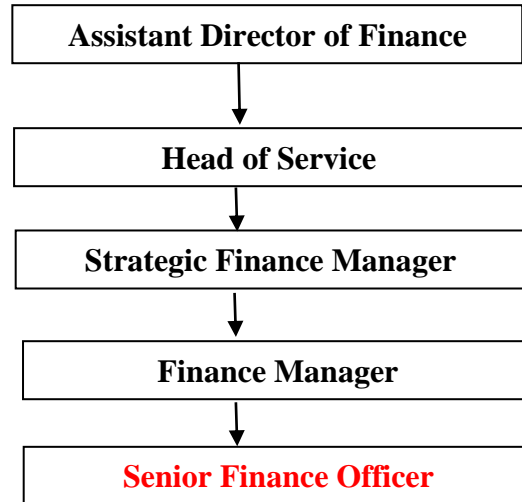 Assistant Director of Finance
Head of Service
Strategic Finance Manager
Finance Manager
Senior Finance Officer